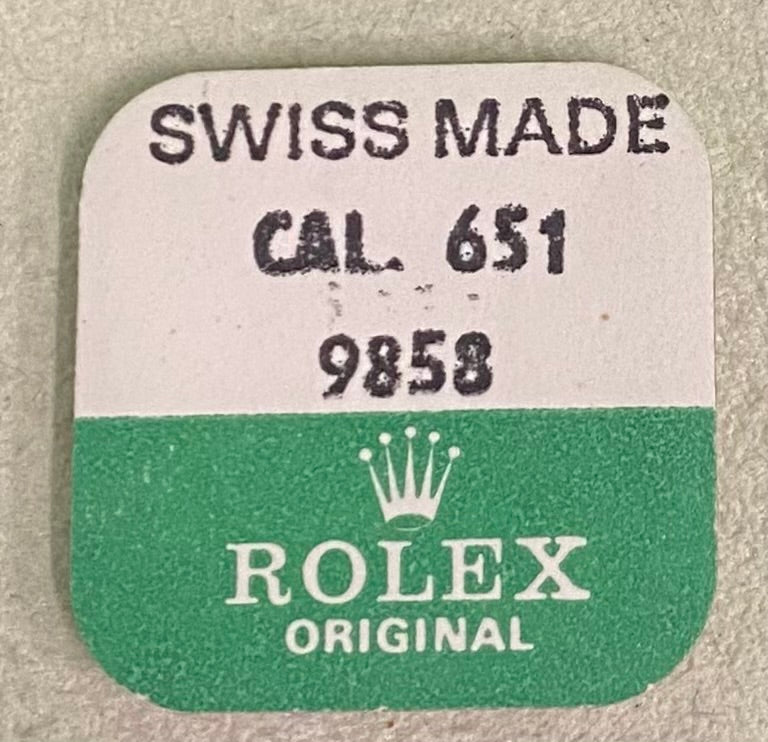 SWISS MADE
CAL. 651
9858
ROLEX
ORIGINAL